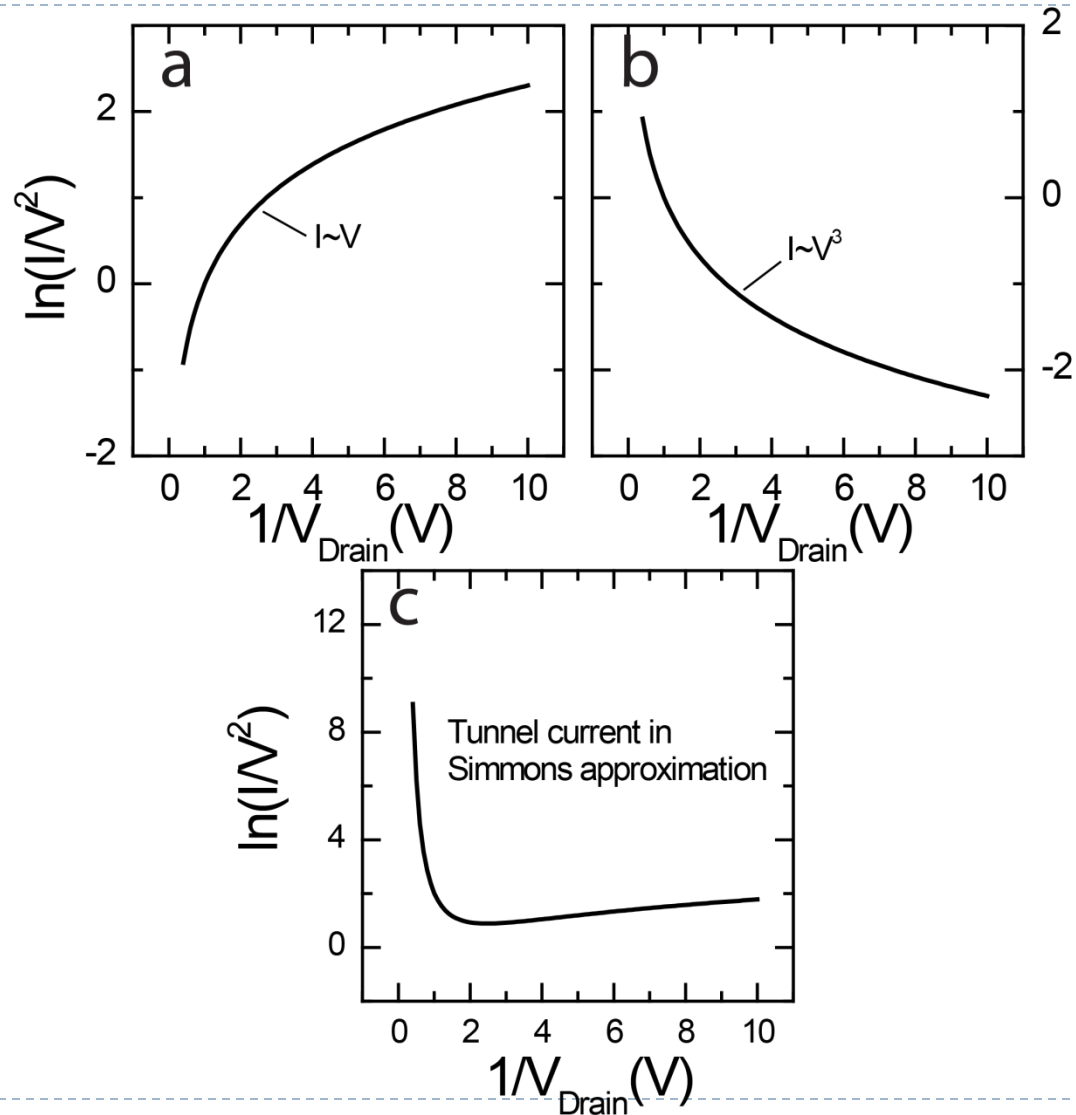 a
b
2
2
I~V
I~V³
0
0
ln(I/V²)
-2
-2
0 2 4 6 8 10
0 2 4 6 8 10
1/V_Drain(V)
1/V_Drain(V)
c
12
8
Tunnel current in
Simmons approximation
4
0
ln(I/V²)
0 2 4 6 8 10
1/V_Drain(V)